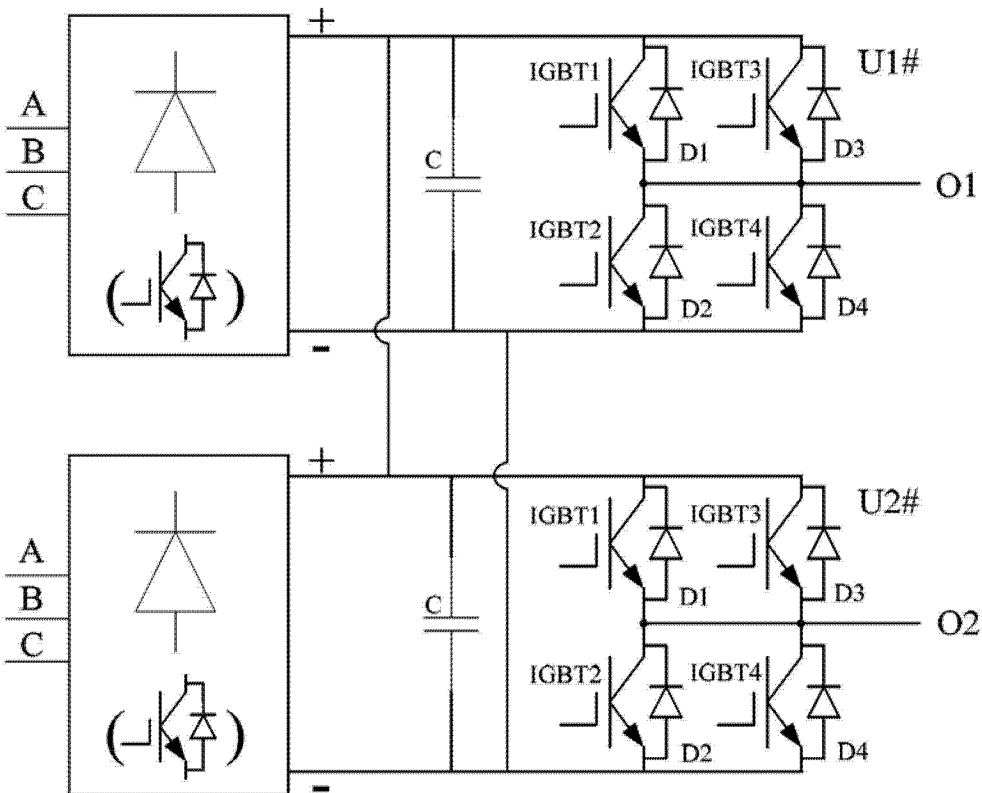 +
IGBT1
IGBT3
U1#
A
B
C
C
D1
D3
O1
IGBT2
IGBT4
( )
D2
D4
-
+
IGBT1
IGBT3
U2#
A
B
C
C
D1
D3
O2
IGBT2
IGBT4
( )
D2
D4
-